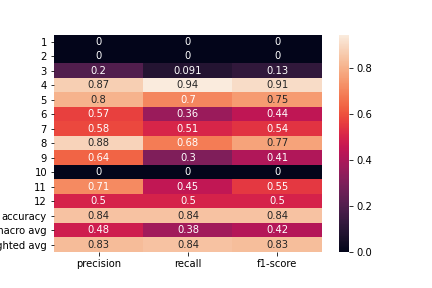 1 0 0 0
2 0 0 0
3 0.2 0.091 0.13
4 0.87 0.94 0.91
5 0.8 0.7 0.75
6 0.57 0.36 0.44
7 0.58 0.51 0.54
8 0.88 0.68 0.77
9 0.64 0.3 0.41
10 0 0 0
11 0.71 0.45 0.55
12 0.5 0.5 0.5
accuracy 0.84 0.84 0.84
nacro avg 0.48 0.38 0.42
ghted avg 0.83 0.84 0.83
precision recall f1-score
0.8
0.6
0.4
0.2
0.0